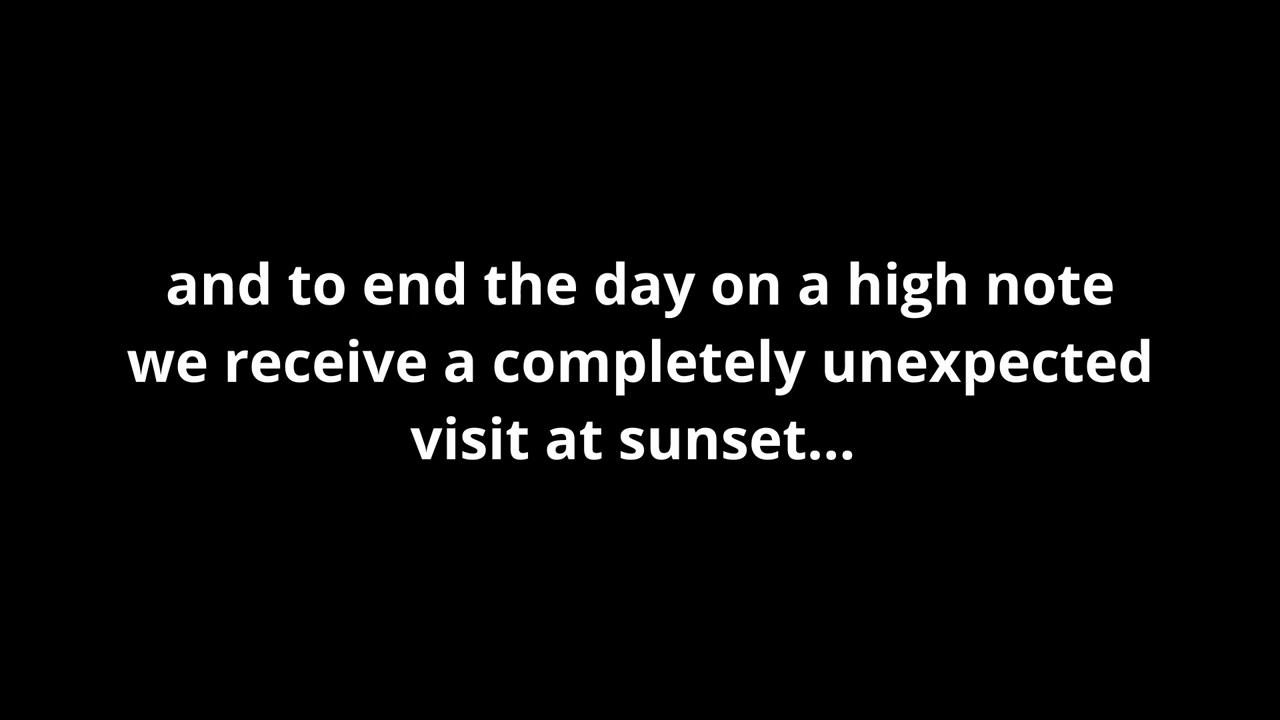 and to end the day on a high note
we receive a completely unexpected
visit at sunset...